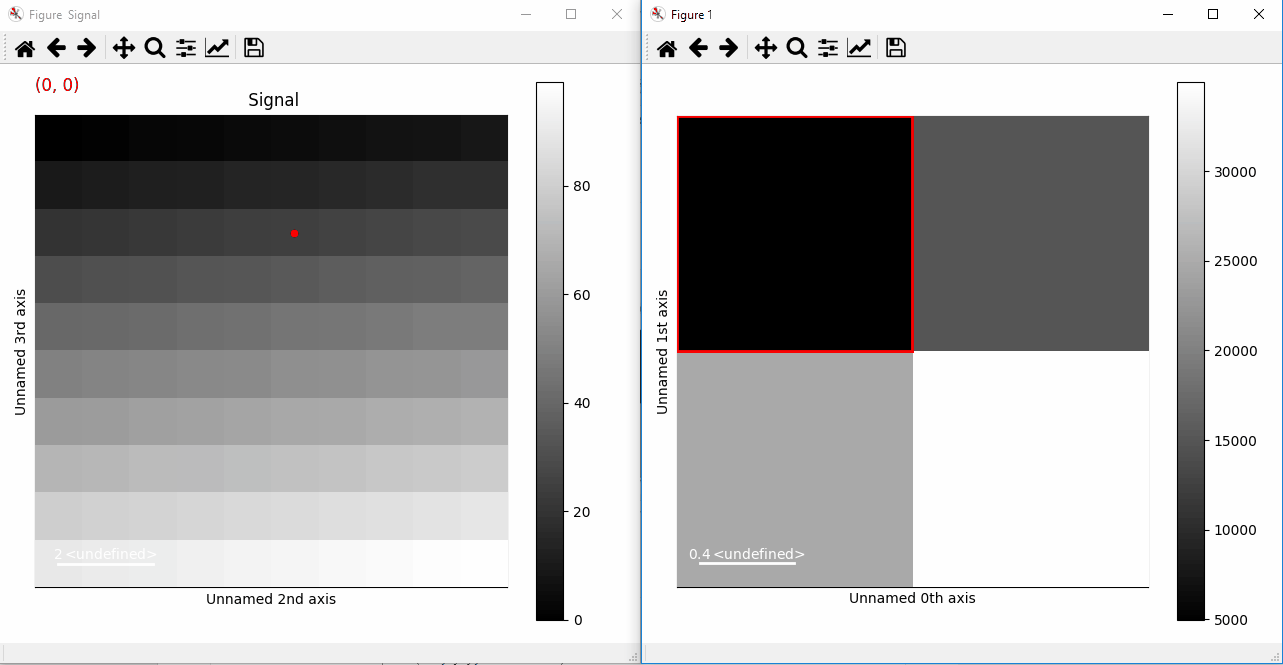 Figure Signal
(0, 0)
Signal
80
60
40
20
0
Unnamed 3rd axis
2 <undefined>
Unnamed 2nd axis
Figure 1
30000
25000
20000
15000
10000
5000
Unnamed 1st axis
0.4 <undefined>
Unnamed 0th axis